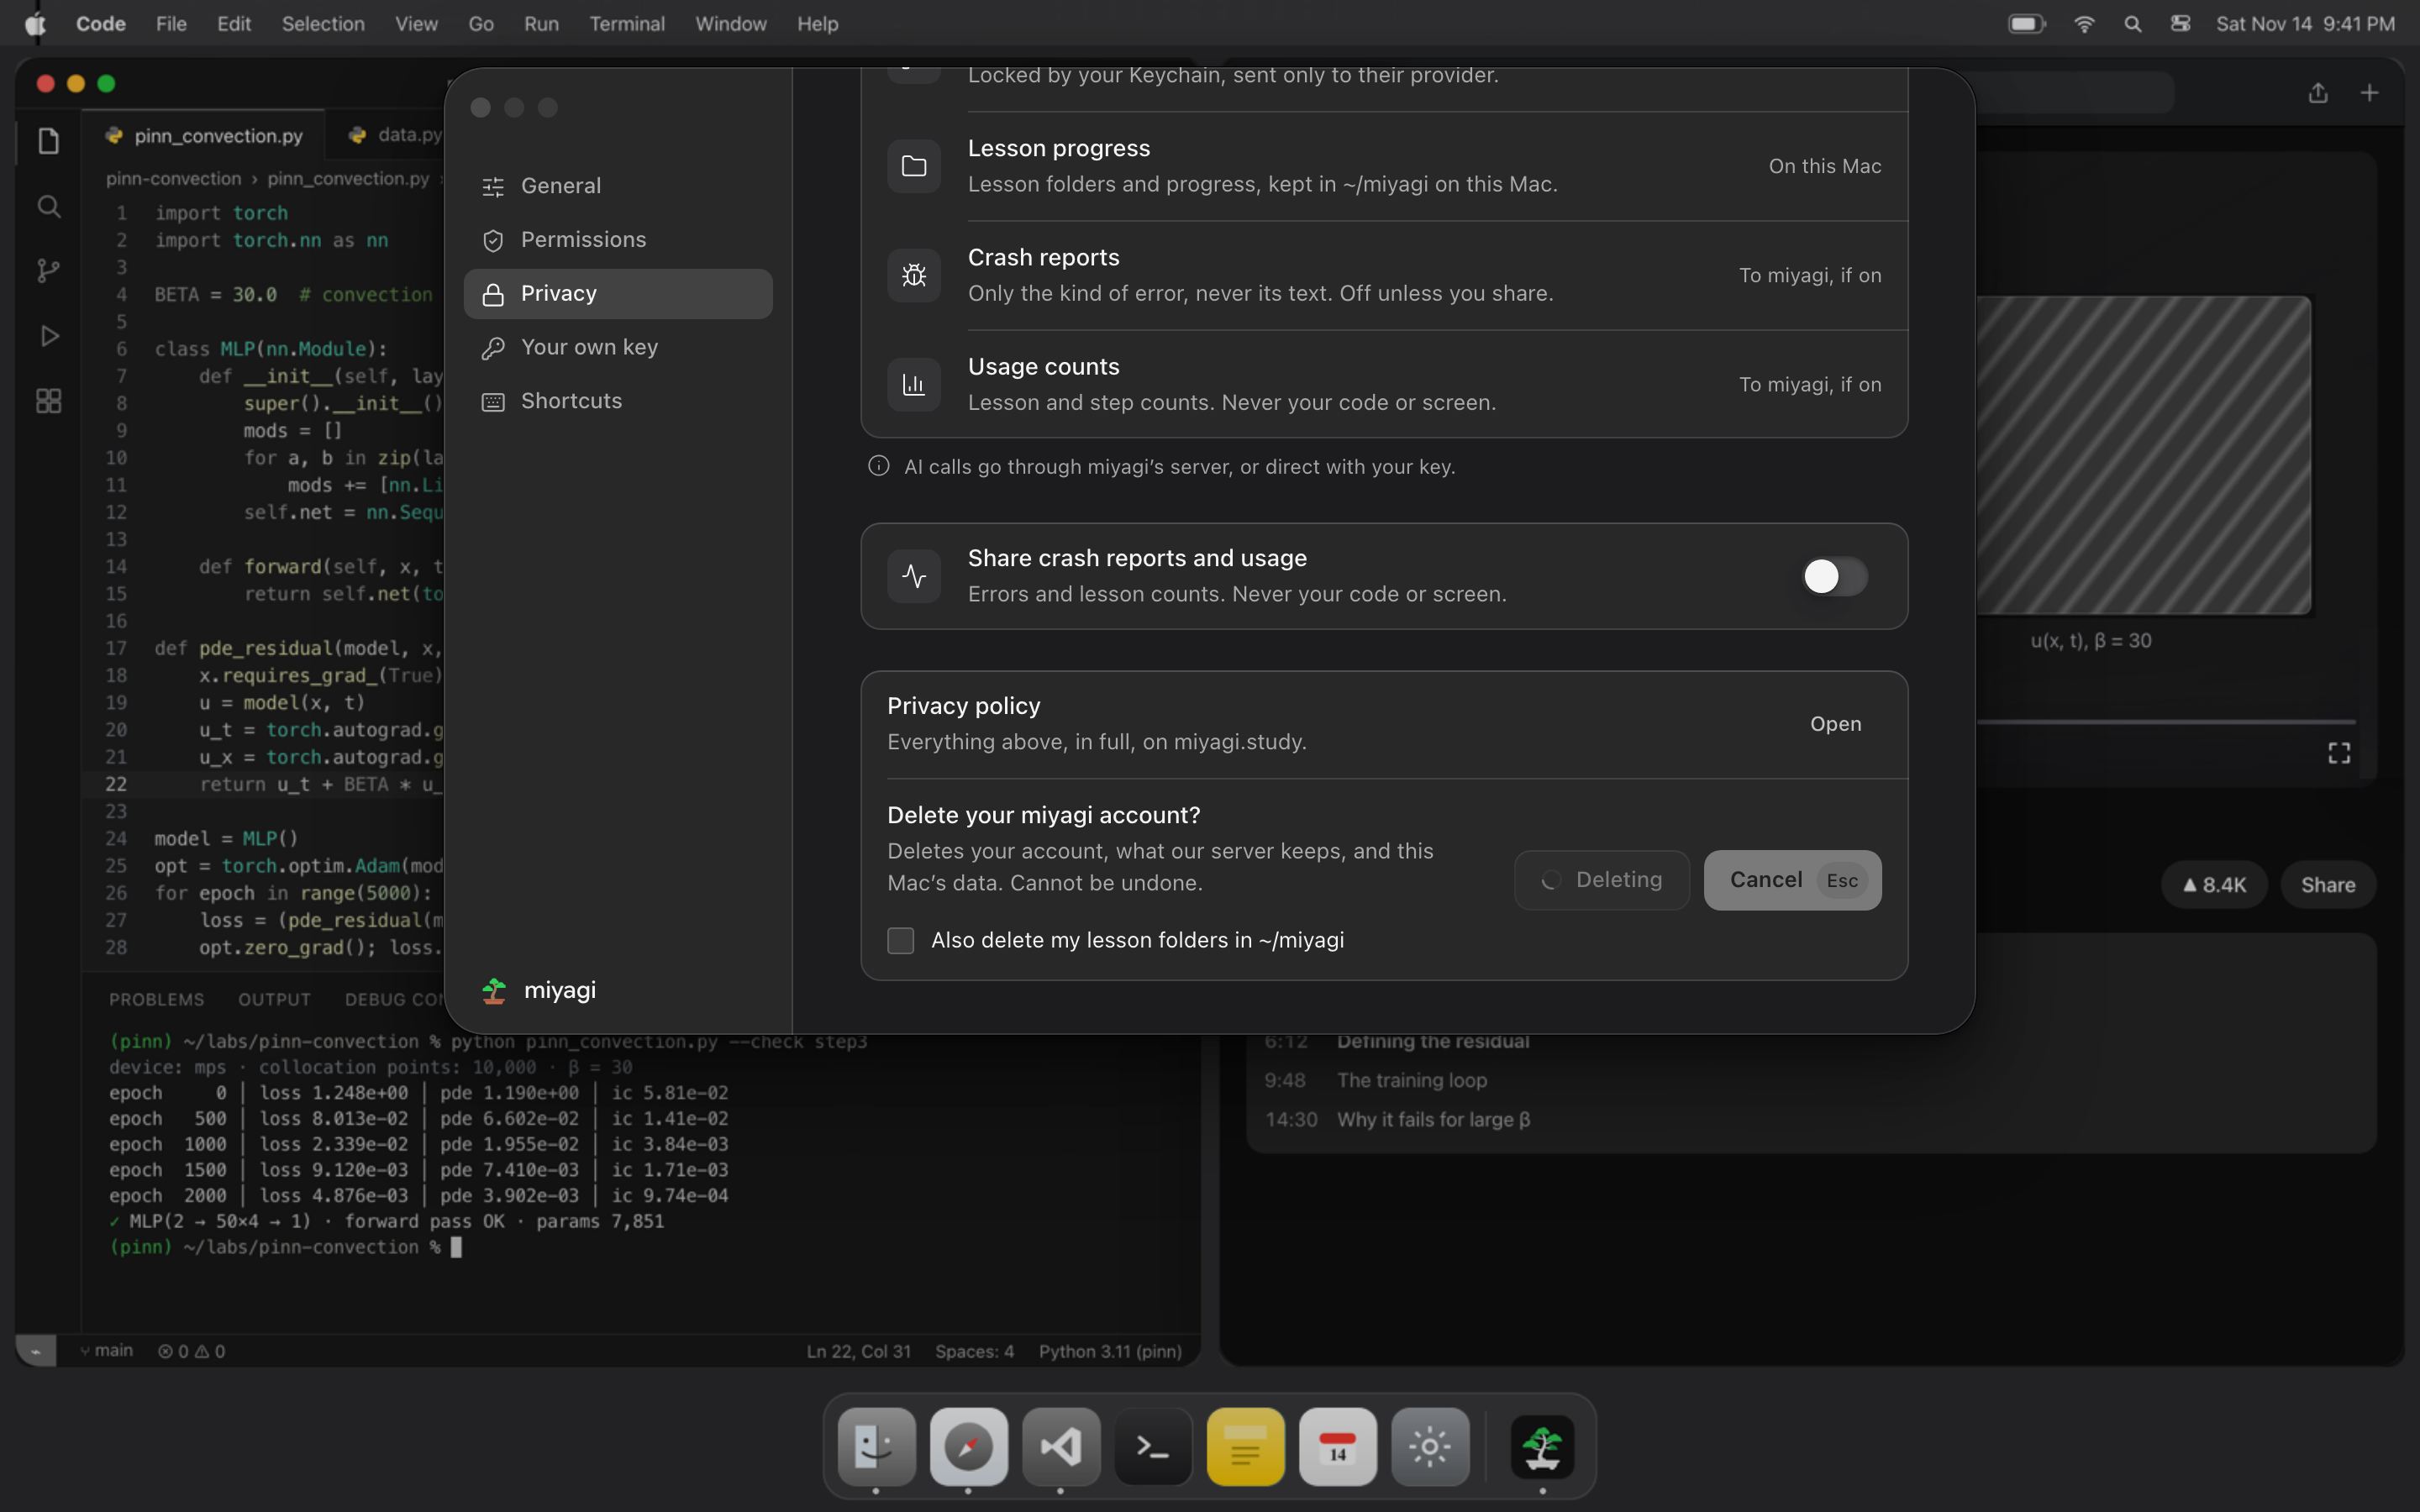 Code File Edit Selection View Go Run Terminal Window Help
Sat Nov 14 9:41 PM
pinn_convection.py
data.py
pinn-convection › pinn_convection.py ›
1 import torch
2 import torch.nn as nn
3
4 BETA = 30.0 # convection
5
6 class MLP(nn.Module):
7 def __init__(self, lay
8 super().__init__()
9 mods = []
10 for a, b in zip(la
11 mods += [nn.Li
12 self.net = nn.Sequ
13
14 def forward(self, x, t
15 return self.net(to
16
17 def pde_residual(model, x,
18 x.requires_grad_(True)
19 u = model(x, t)
20 u_t = torch.autograd.g
21 u_x = torch.autograd.g
22 return u_t + BETA * u_
23
24 model = MLP()
25 opt = torch.optim.Adam(mod
26 for epoch in range(5000):
27 loss = (pde_residual(m
28 opt.zero_grad(); loss.
PROBLEMS OUTPUT DEBUG CON
(pinn) ~/labs/pinn-convection % python pinn_convection.py --check step3
device: mps · collocation points: 10,000 · β = 30
epoch 0 | loss 1.248e+00 | pde 1.190e+00 | ic 5.81e-02
epoch 500 | loss 8.013e-02 | pde 6.602e-02 | ic 1.41e-02
epoch 1000 | loss 2.339e-02 | pde 1.955e-02 | ic 3.84e-03
epoch 1500 | loss 9.120e-03 | pde 7.410e-03 | ic 1.71e-03
epoch 2000 | loss 4.876e-03 | pde 3.902e-03 | ic 9.74e-04
✓ MLP(2 → 50×4 → 1) · forward pass OK · params 7,851
(pinn) ~/labs/pinn-convection %
main 0 0
Ln 22, Col 31 Spaces: 4 Python 3.11 (pinn)
General
Permissions
Privacy
Your own key
Shortcuts
miyagi
Locked by your Keychain, sent only to their provider.
Lesson progress
Lesson folders and progress, kept in ~/miyagi on this Mac.
On this Mac
Crash reports
Only the kind of error, never its text. Off unless you share.
To miyagi, if on
Usage counts
Lesson and step counts. Never your code or screen.
To miyagi, if on
AI calls go through miyagi’s server, or direct with your key.
Share crash reports and usage
Errors and lesson counts. Never your code or screen.
Privacy policy
Everything above, in full, on miyagi.study.
Open
Delete your miyagi account?
Deletes your account, what our server keeps, and this
Mac’s data. Cannot be undone.
Deleting
Cancel Esc
Also delete my lesson folders in ~/miyagi
u(x, t), β = 30
▲ 8.4K Share
6:12 Defining the residual
9:48 The training loop
14:30 Why it fails for large β
14